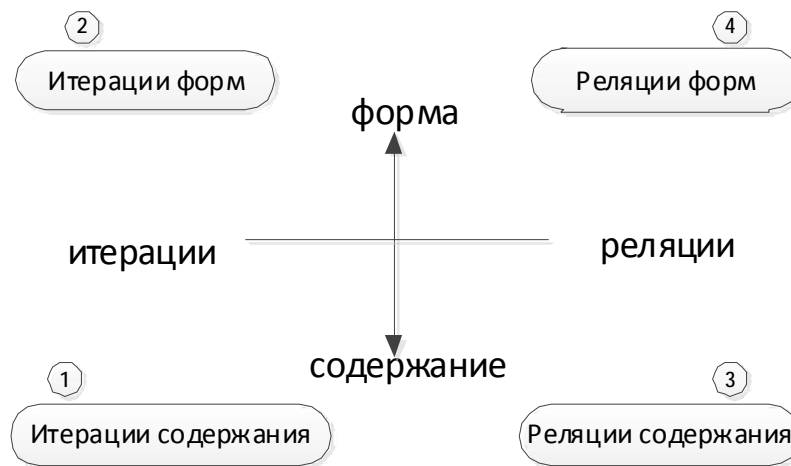 2
4
Итерации форм
Реляции форм
форма
итерации
реляции
содержание
1
3
Итерации содержания
Реляции содержания